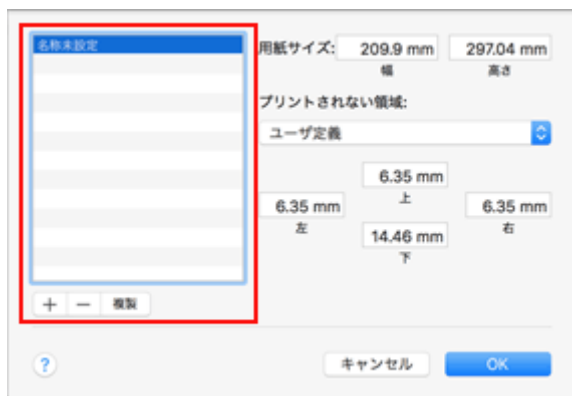 名称未設定
用紙サイズ: 209.9 mm 297.04 mm
幅 高さ
プリントされない領域:
ユーザ定義
6.35 mm
上
6.35 mm 6.35 mm
左 右
14.46 mm
下
+ − 複製
? キャンセル OK